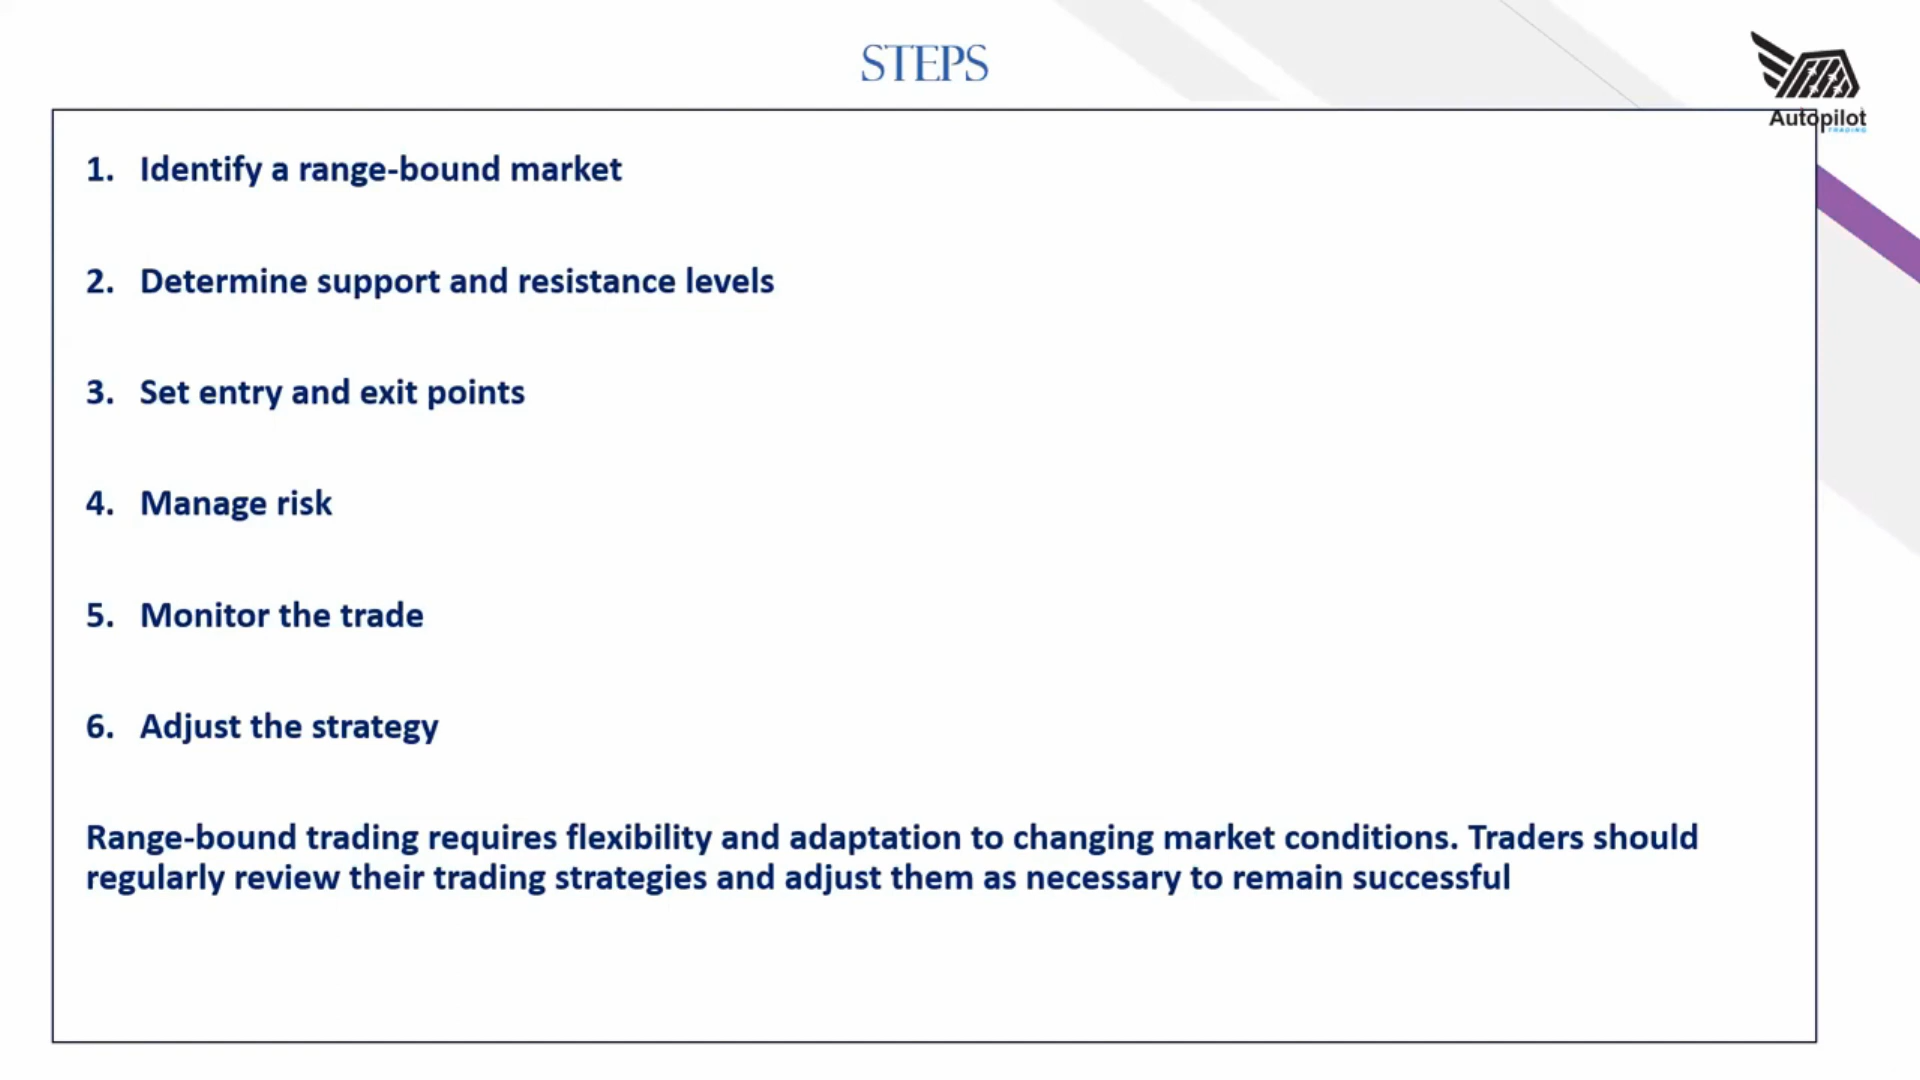 STEPS
Autopilot
TRADING
1. Identify a range-bound market
2. Determine support and resistance levels
3. Set entry and exit points
4. Manage risk
5. Monitor the trade
6. Adjust the strategy
Range-bound trading requires flexibility and adaptation to changing market conditions. Traders should
regularly review their trading strategies and adjust them as necessary to remain successful